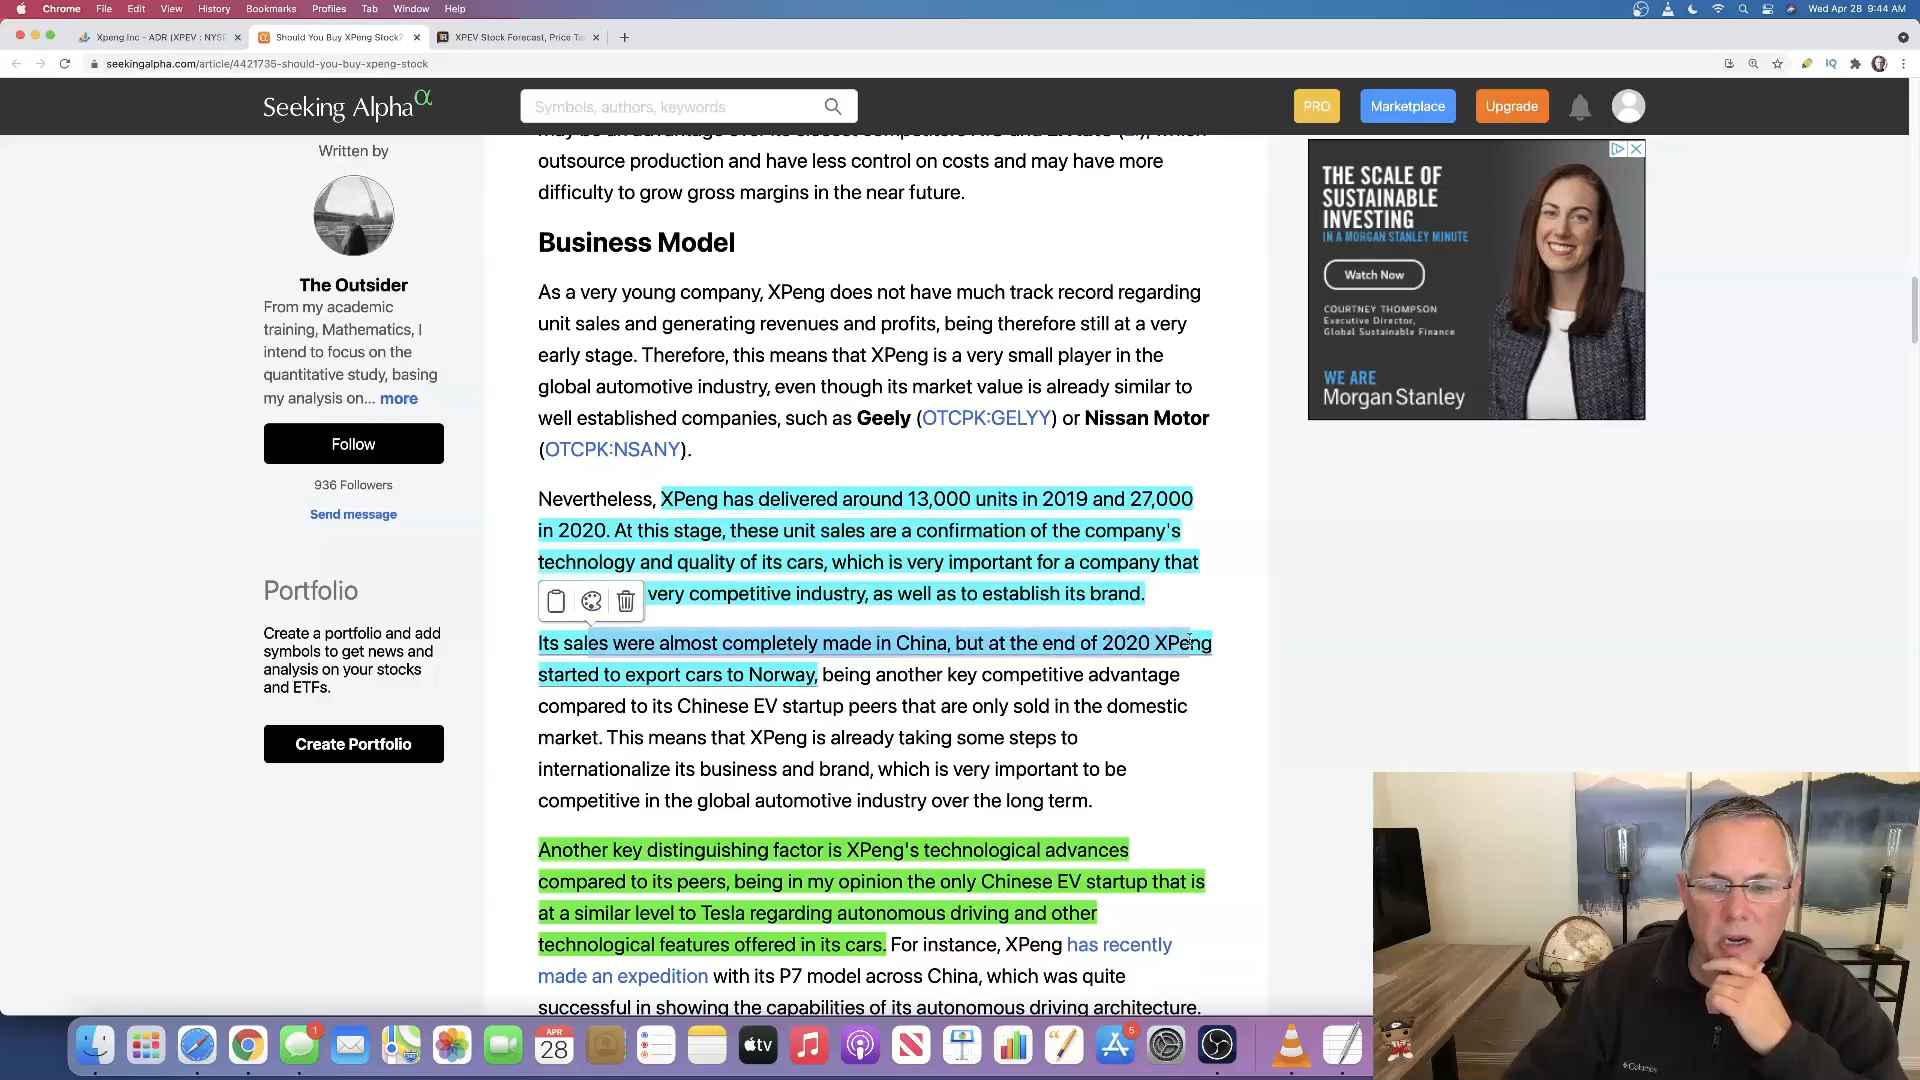 Chrome File Edit View History Bookmarks Profiles Tab Window Help
Wed Apr 28 9:44 AM
Xpeng Inc - ADR (XPEV : NYSE
Should You Buy XPeng Stock?
XPEV Stock Forecast, Price Ta
seekingalpha.com/article/4421735-should-you-buy-xpeng-stock
IQ
Seeking Alpha α
Symbols, authors, keywords
PRO
Marketplace
Upgrade
outsource production and have less control on costs and may have more
difficulty to grow gross margins in the near future.
Written by
The Outsider
From my academic
training, Mathematics, I
intend to focus on the
quantitative study, basing
my analysis on... more
Follow
936 Followers
Send message
Portfolio
Create a portfolio and add
symbols to get news and
analysis on your stocks
and ETFs.
Create Portfolio
Business Model
As a very young company, XPeng does not have much track record regarding
unit sales and generating revenues and profits, being therefore still at a very
early stage. Therefore, this means that XPeng is a very small player in the
global automotive industry, even though its market value is already similar to
well established companies, such as Geely (OTCPK:GELYY) or Nissan Motor
(OTCPK:NSANY).
Nevertheless, XPeng has delivered around 13,000 units in 2019 and 27,000
in 2020. At this stage, these unit sales are a confirmation of the company's
technology and quality of its cars, which is very important for a company that
very competitive industry, as well as to establish its brand.
Its sales were almost completely made in China, but at the end of 2020 XPeng
started to export cars to Norway, being another key competitive advantage
compared to its Chinese EV startup peers that are only sold in the domestic
market. This means that XPeng is already taking some steps to
internationalize its business and brand, which is very important to be
competitive in the global automotive industry over the long term.
Another key distinguishing factor is XPeng's technological advances
compared to its peers, being in my opinion the only Chinese EV startup that is
at a similar level to Tesla regarding autonomous driving and other
technological features offered in its cars. For instance, XPeng has recently
made an expedition with its P7 model across China, which was quite
successful in showing the capabilities of its autonomous driving architecture.
THE SCALE OF
SUSTAINABLE
INVESTING
IN A MORGAN STANLEY MINUTE
Watch Now
COURTNEY THOMPSON
Executive Director,
Global Sustainable Finance
WE ARE
Morgan Stanley
1
APR
28
tv
5
Columbia